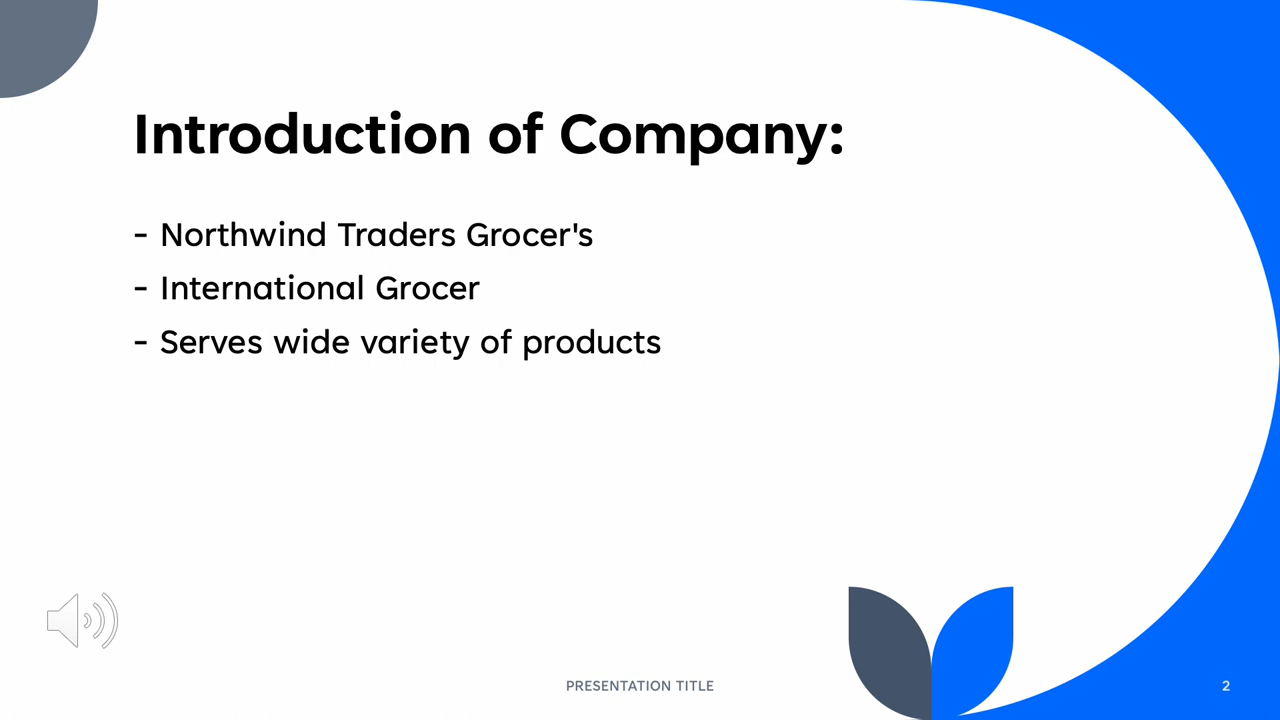 Introduction of Company:
- Northwind Traders Grocer's
- International Grocer
- Serves wide variety of products
PRESENTATION TITLE
2